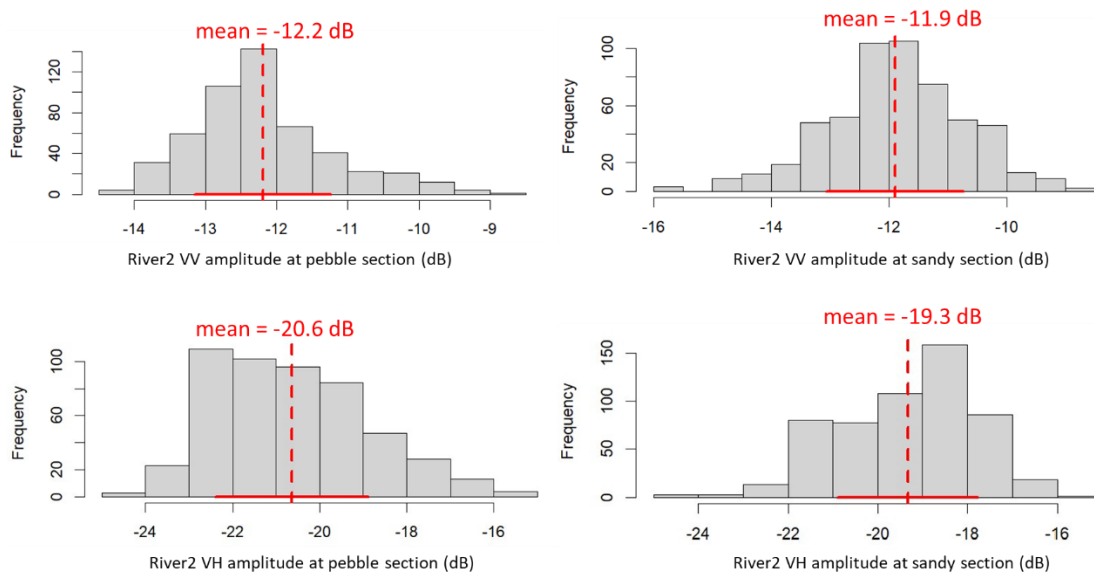 mean = -12.2 dB
Frequency
0 40 80 120
-14 -13 -12 -11 -10 -9
River2 VV amplitude at pebble section (dB)
mean = -11.9 dB
Frequency
0 20 60 100
-16 -14 -12 -10
River2 VV amplitude at sandy section (dB)
mean = -20.6 dB
Frequency
0 20 60 100
-24 -22 -20 -18 -16
River2 VH amplitude at pebble section (dB)
mean = -19.3 dB
Frequency
0 50 100 150
-24 -22 -20 -18 -16
River2 VH amplitude at sandy section (dB)